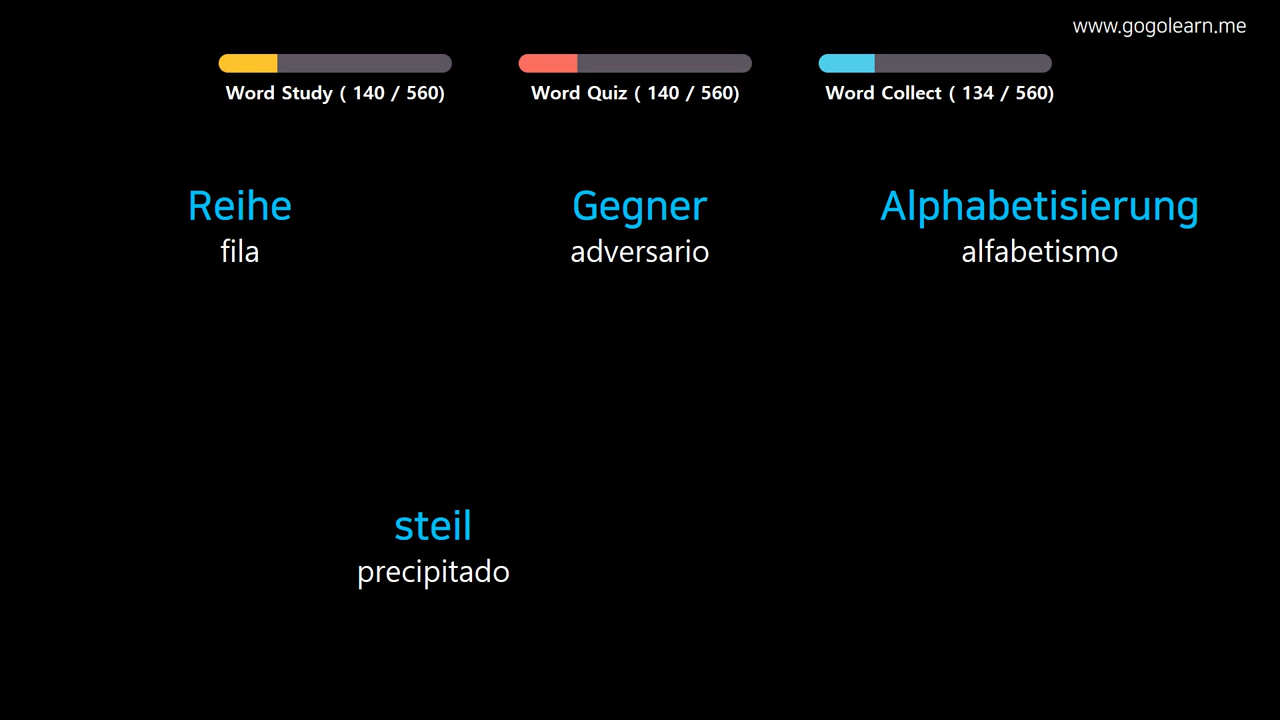 www.gogolearn.me
Word Study ( 140 / 560)
Word Quiz ( 140 / 560)
Word Collect ( 134 / 560)
Reihe
fila
Gegner
adversario
Alphabetisierung
alfabetismo
steil
precipitado